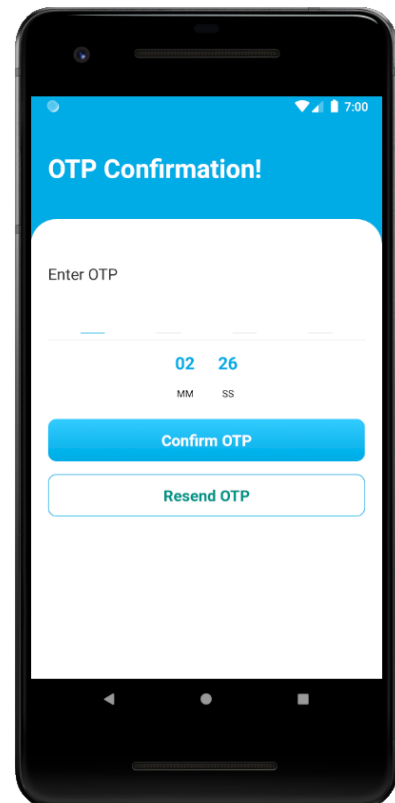 7:00
OTP Confirmation!
Enter OTP
02 26
MM SS
Confirm OTP
Resend OTP